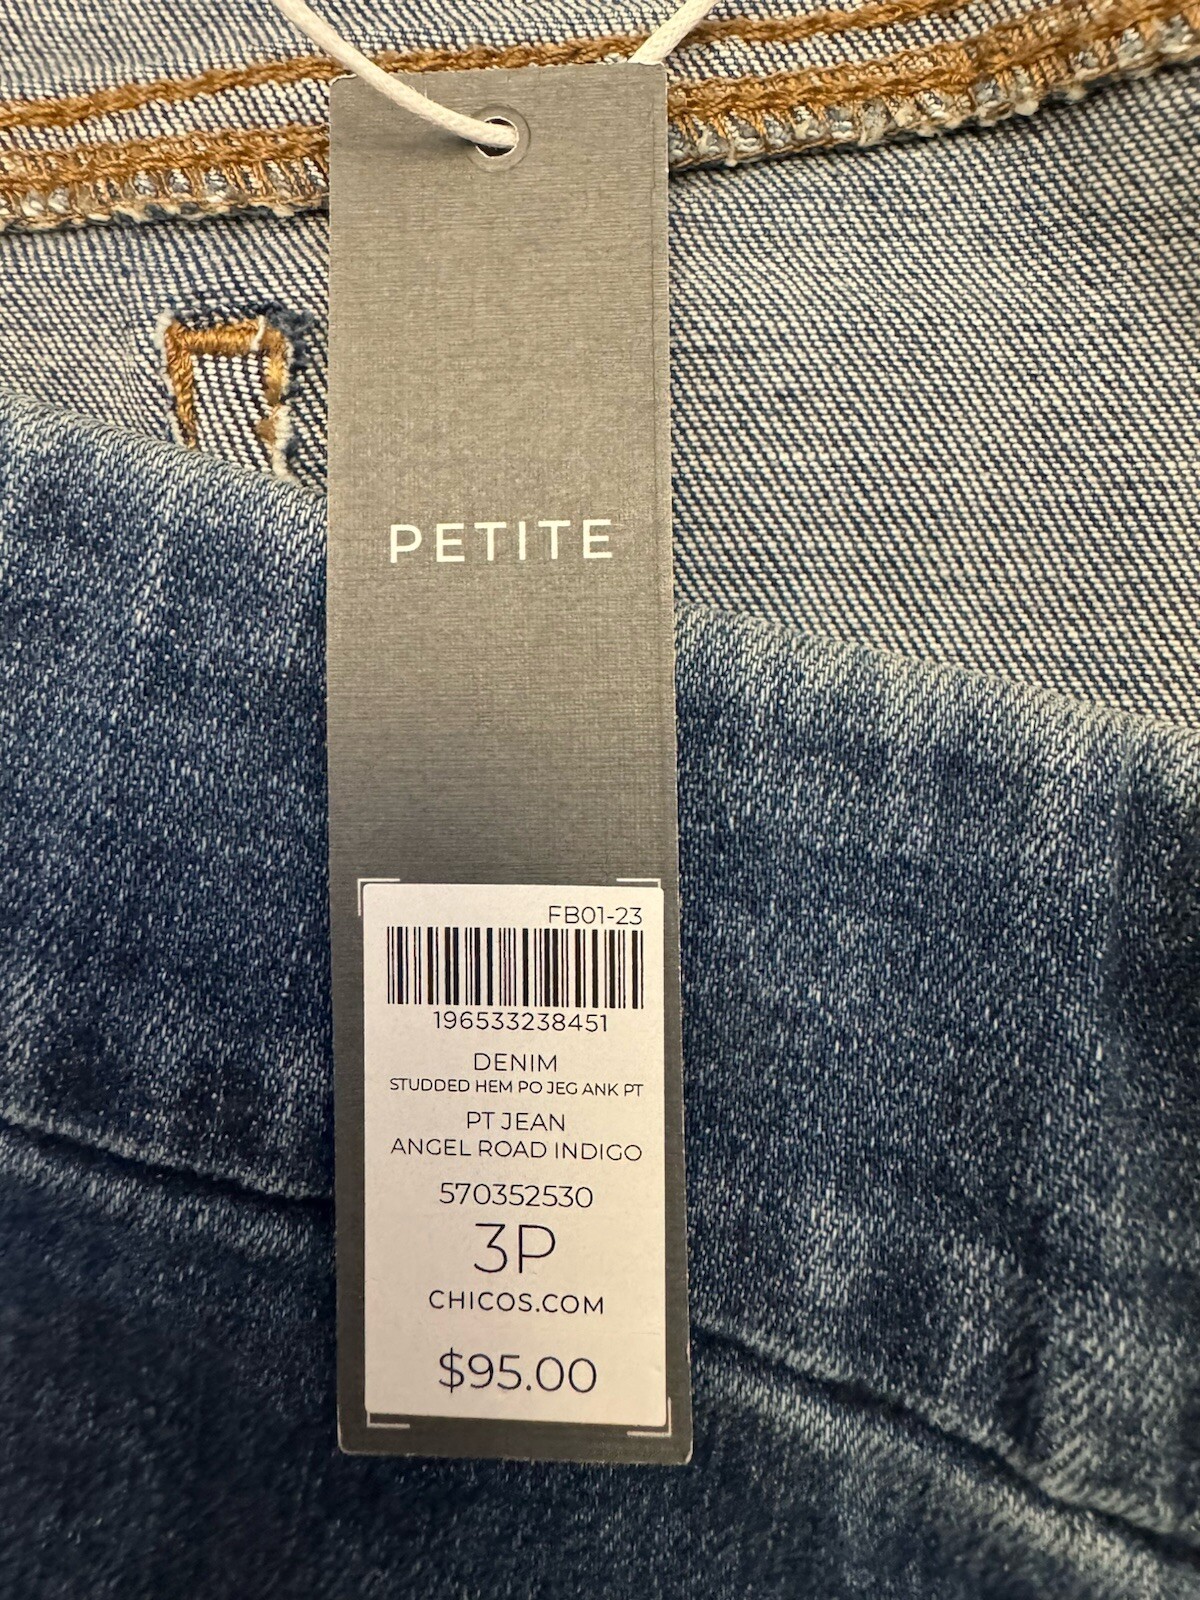 PETITE
FB01-23
196533238451
DENIM
STUDDED HEM PO JEG ANK PT
PT JEAN
ANGEL ROAD INDIGO
570352530
3P
CHICOS.COM
$95.00